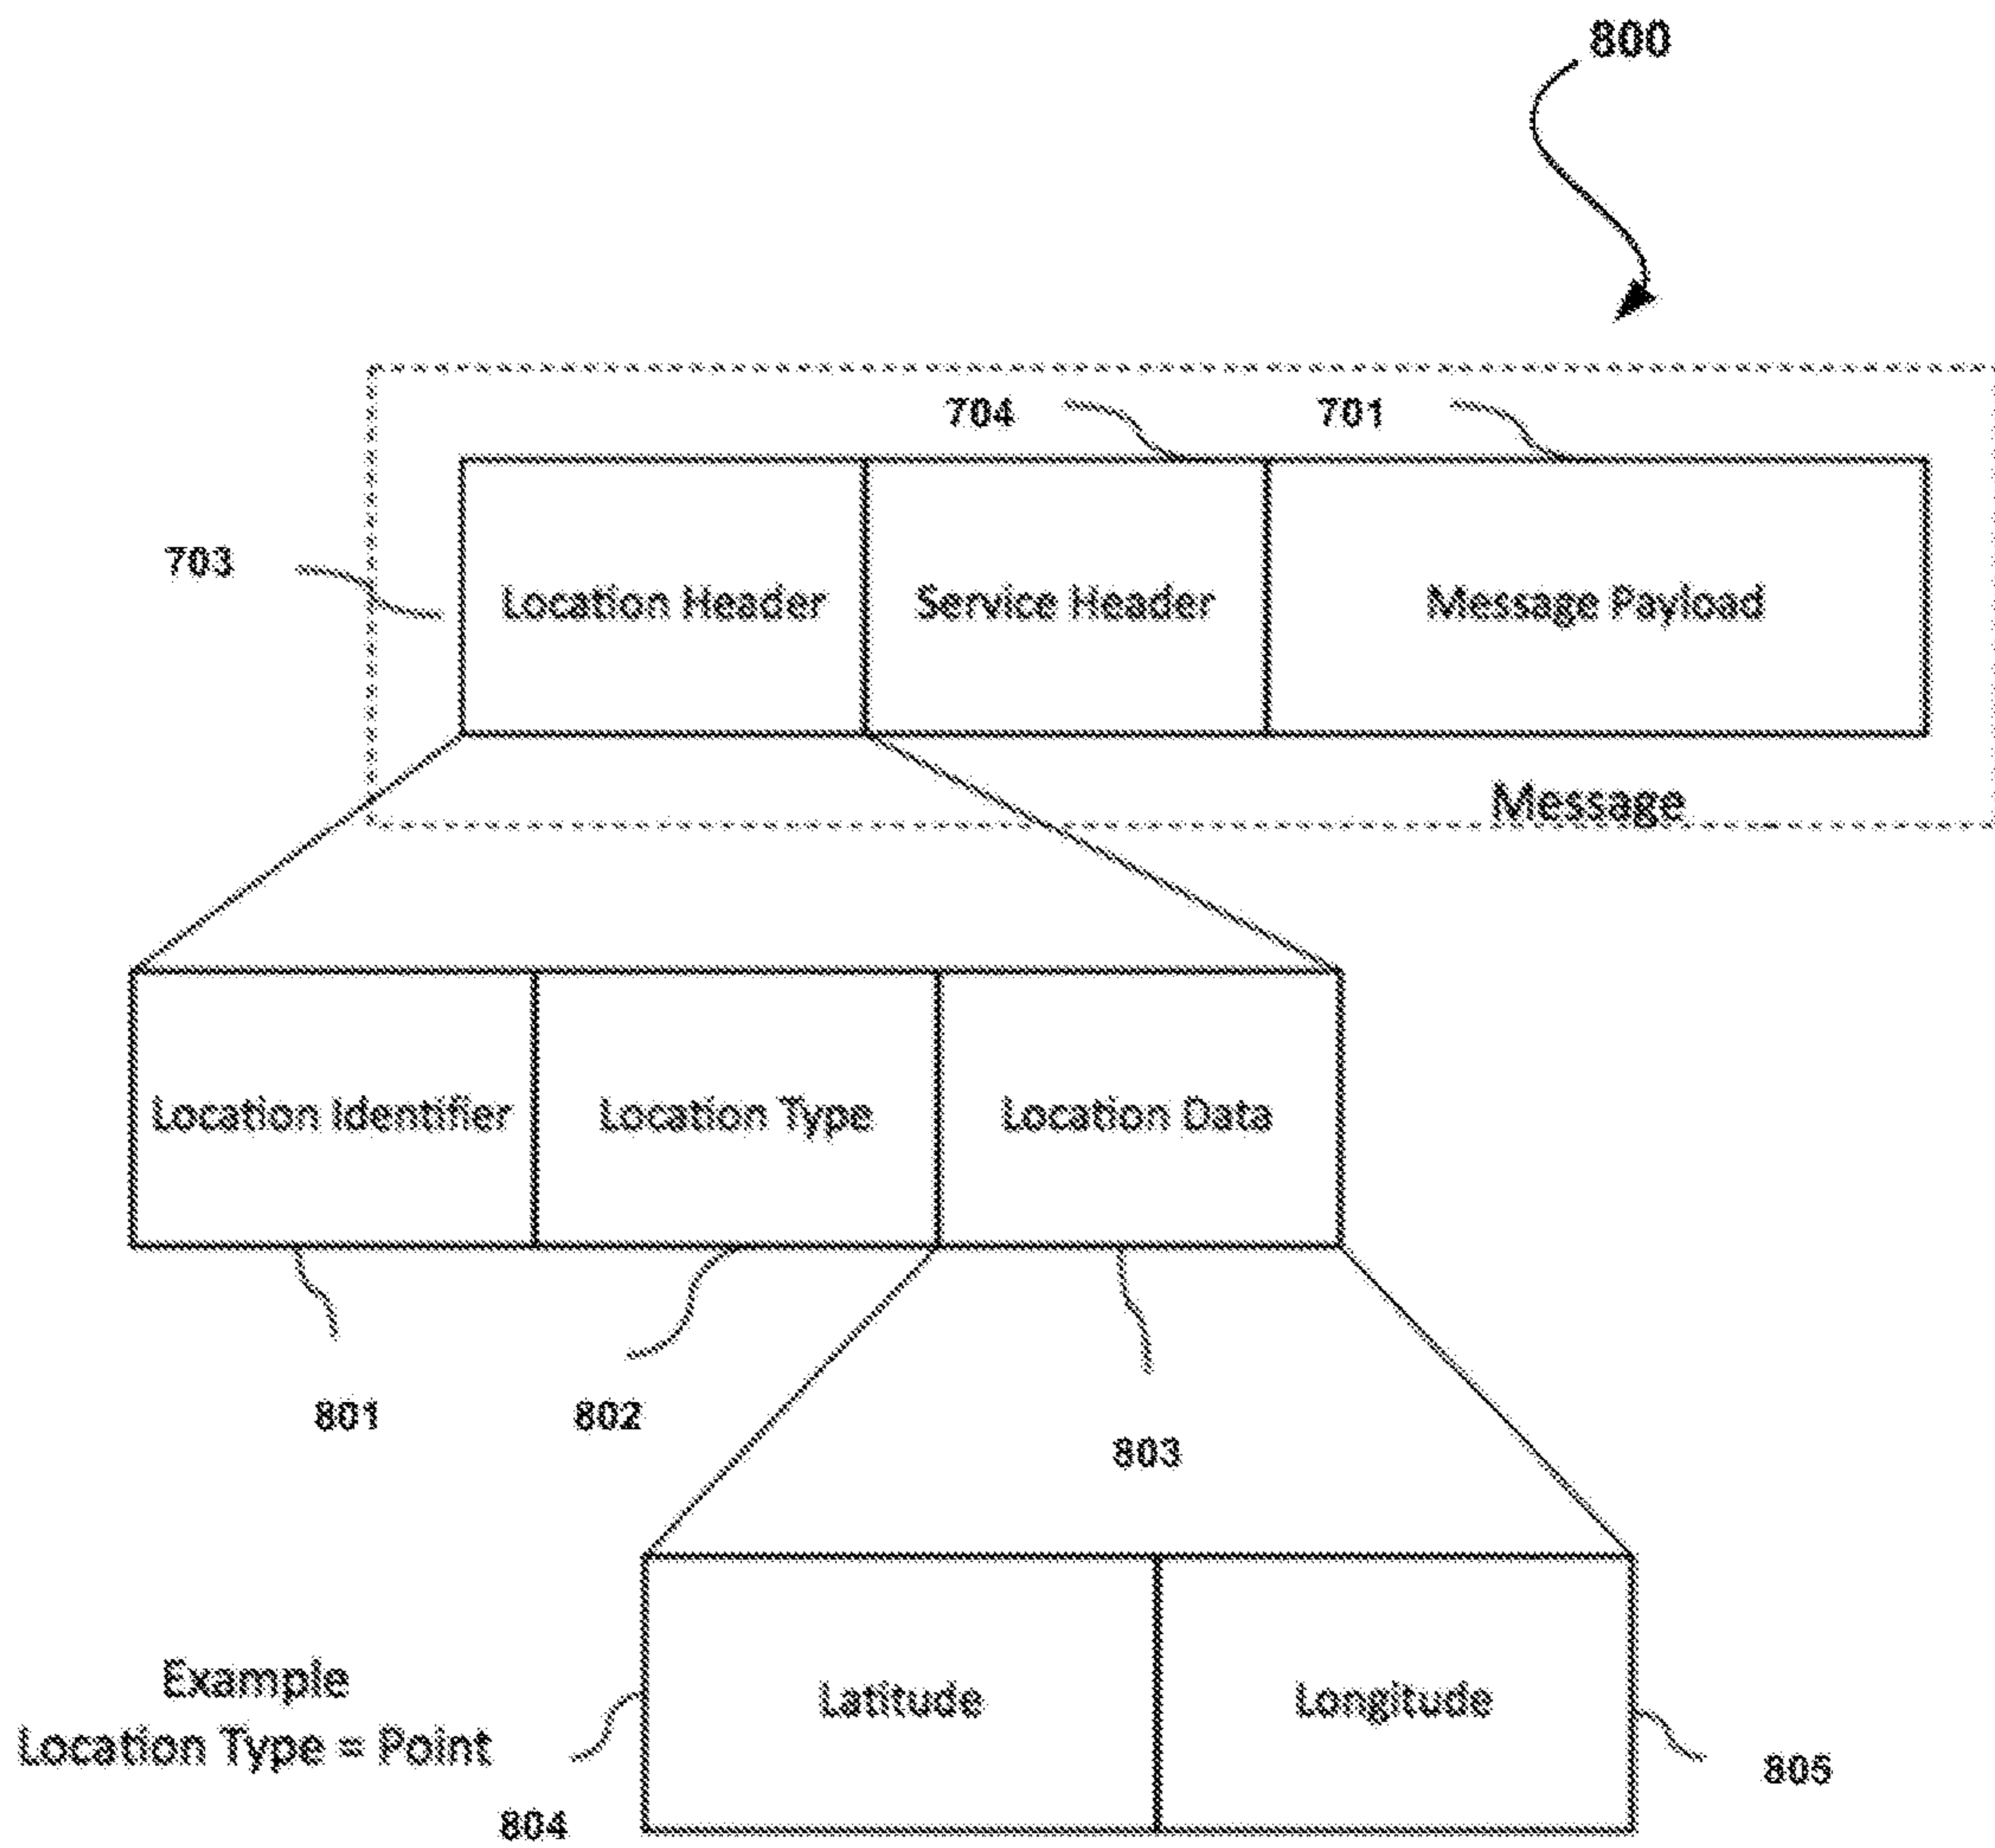 800
704
701
703
Location Header
Service Header
Message Payload
Message
Location Identifier
Location Type
Location Data
801
802
803
Example
Location Type = Point
Latitude
Longitude
804
805